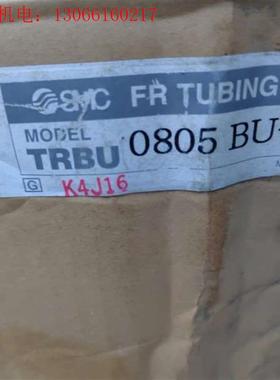 机电：13066160217
SMC FR TUBING
MODEL
TRBU 0805 BU-
G K4J16